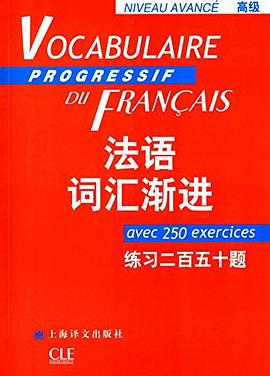 NIVEAU AVANCÉ 高级
VOCABULAIRE
PROGRESSIF
DU FRANÇAIS
法语
词汇渐进
avec 250 exercices
练习二百五十题
上海译文出版社
CLE
INTERNATIONAL